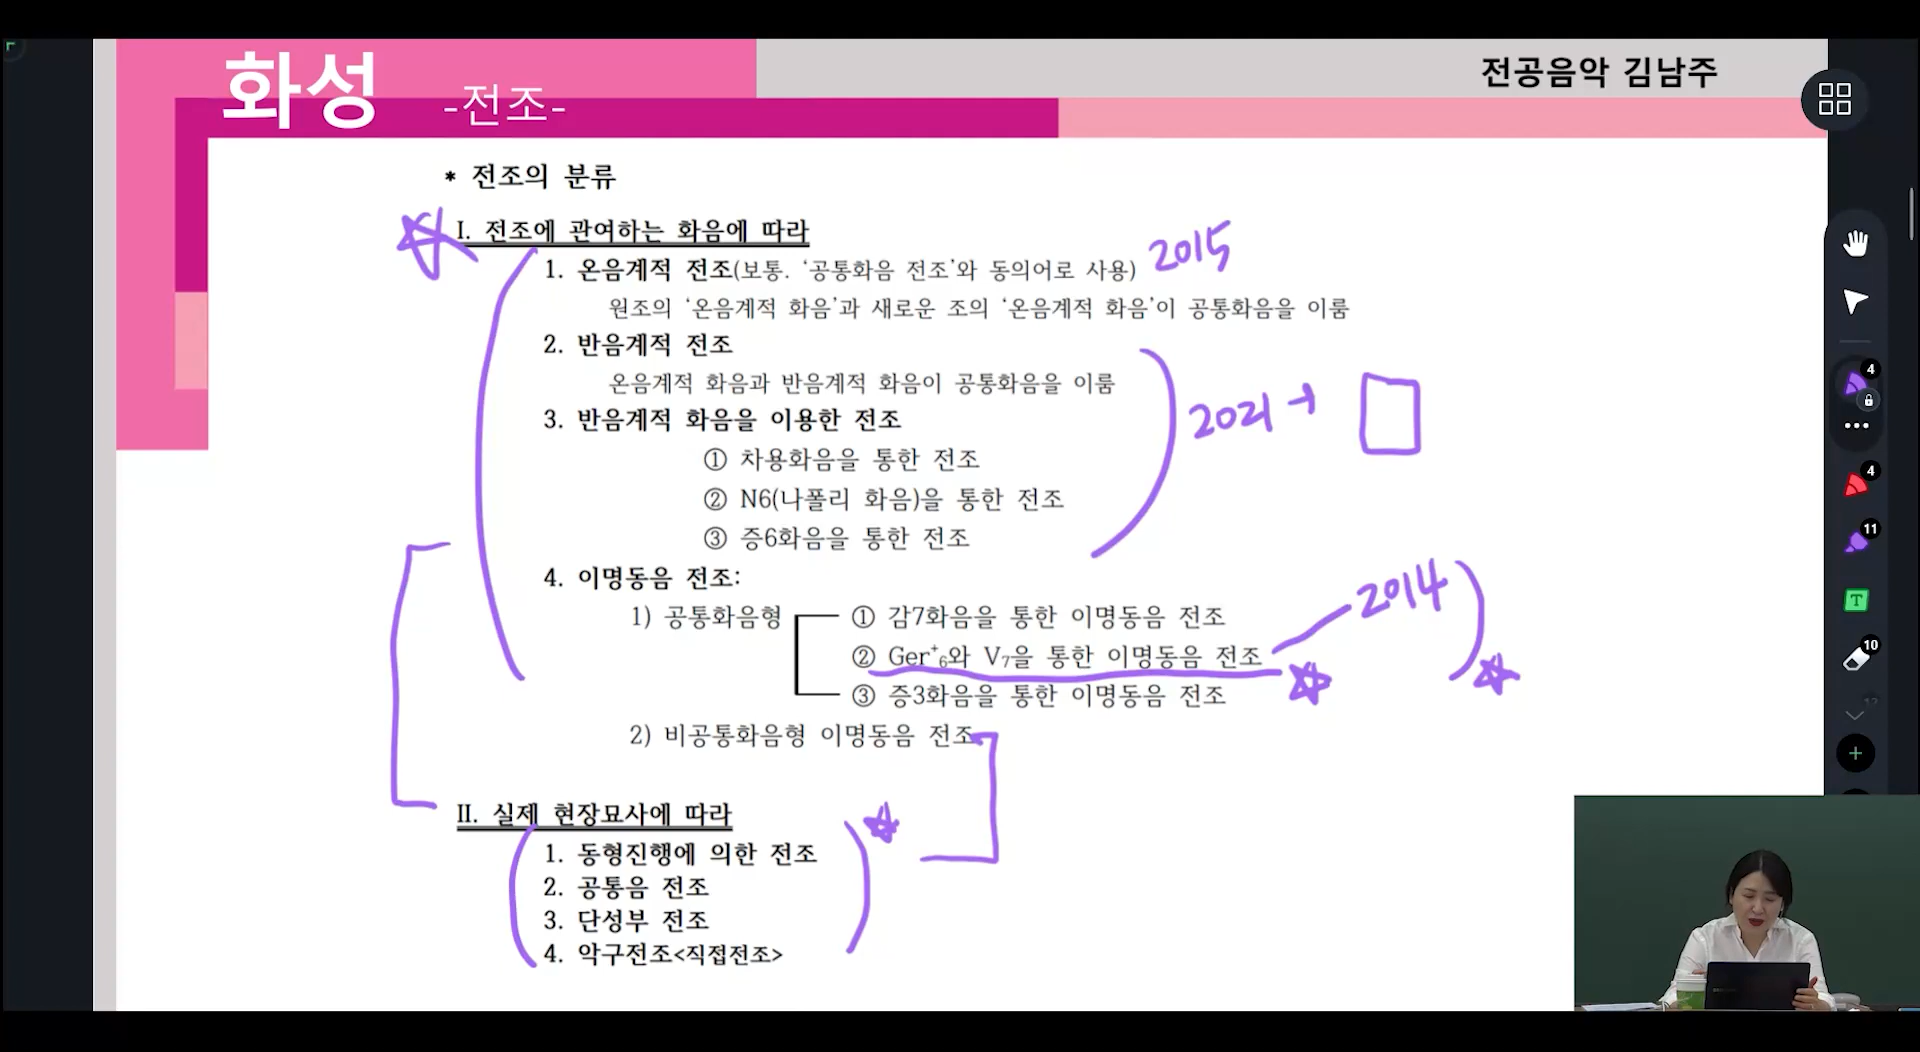 화성 -전조-
전공음악 김남주
* 전조의 분류
I. 전조에 관여하는 화음에 따라
1. 온음계적 전조(보통. '공통화음 전조'와 동의어로 사용) 2015
원조의 '온음계적 화음'과 새로운 조의 '온음계적 화음'이 공통화음을 이룸
2. 반음계적 전조
온음계적 화음과 반음계적 화음이 공통화음을 이룸
3. 반음계적 화음을 이용한 전조 2021→
① 차용화음을 통한 전조
② N6(나폴리 화음)을 통한 전조
③ 증6화음을 통한 전조
4. 이명동음 전조:
1) 공통화음형 ① 감7화음을 통한 이명동음 전조 2014
② Ger⁺₆와 V₇을 통한 이명동음 전조
③ 증3화음을 통한 이명동음 전조
2) 비공통화음형 이명동음 전조
II. 실제 현장묘사에 따라
1. 동형진행에 의한 전조
2. 공통음 전조
3. 단성부 전조
4. 악구전조<직접전조>
4
4
11
T
10